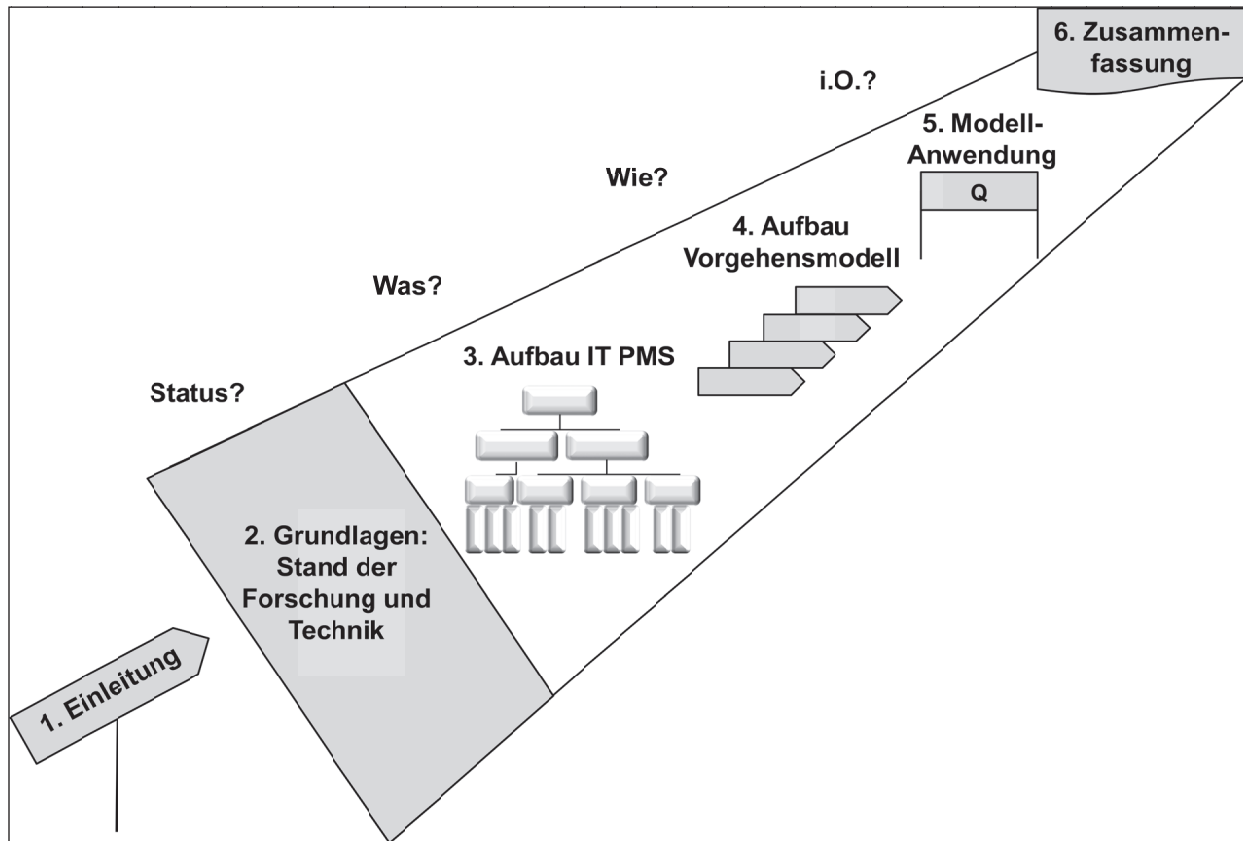 6. Zusammen-
fassung
i.O.?
5. Modell-
Anwendung
Q
Wie?
4. Aufbau
Vorgehensmodell
Was?
3. Aufbau IT PMS
Status?
2. Grundlagen:
Stand der
Forschung und
Technik
1. Einleitung